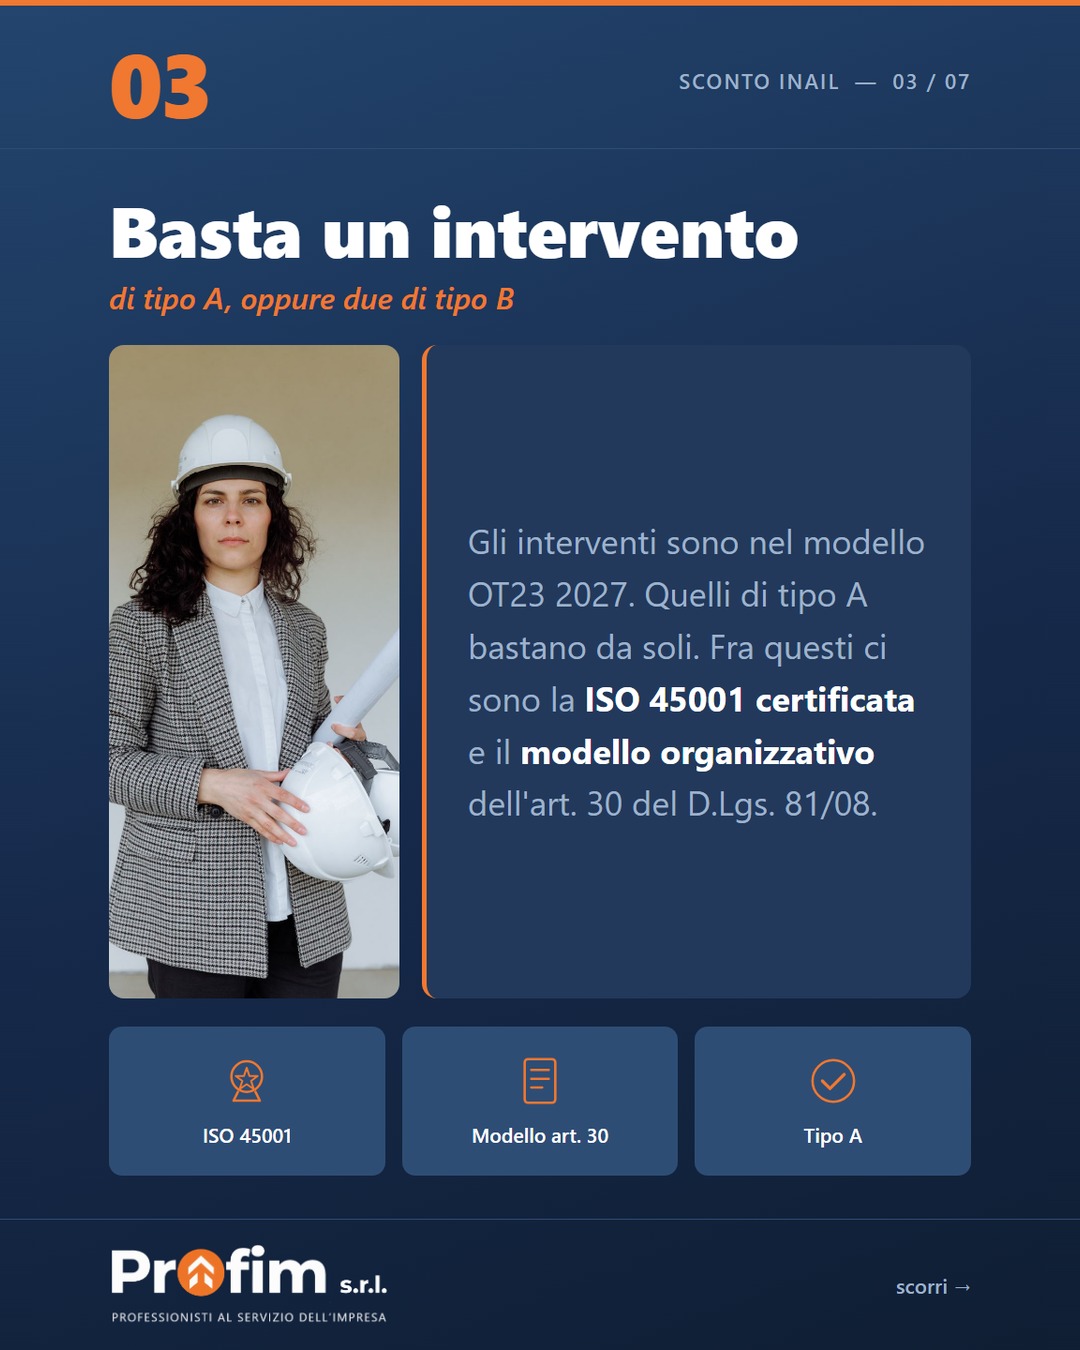 03
SCONTO INAIL — 03 / 07
Basta un intervento
di tipo A, oppure due di tipo B
Gli interventi sono nel modello
OT23 2027. Quelli di tipo A
bastano da soli. Fra questi ci
sono la ISO 45001 certificata
e il modello organizzativo
dell'art. 30 del D.Lgs. 81/08.
ISO 45001
Modello art. 30
Tipo A
Profim s.r.l.
PROFESSIONISTI AL SERVIZIO DELL'IMPRESA
scorri →